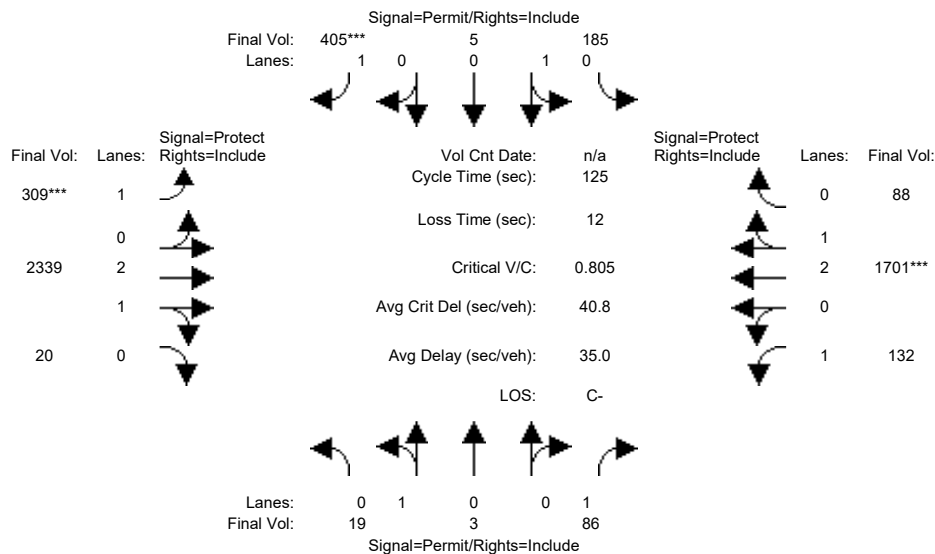 Signal=Permit/Rights=Include
Final Vol: 405*** 5 185
Lanes: 1 0 0 1 0
Signal=Protect Signal=Protect
Final Vol: Lanes: Rights=Include Vol Cnt Date: n/a Rights=Include Lanes: Final Vol:
Cycle Time (sec): 125
309*** 1 0 88
Loss Time (sec): 12
0 1
2339 2 Critical V/C: 0.805 2 1701***
1 Avg Crit Del (sec/veh): 40.8 0
20 0 Avg Delay (sec/veh): 35.0 1 132
LOS: C-
Lanes: 0 1 0 0 1
Final Vol: 19 3 86
Signal=Permit/Rights=Include